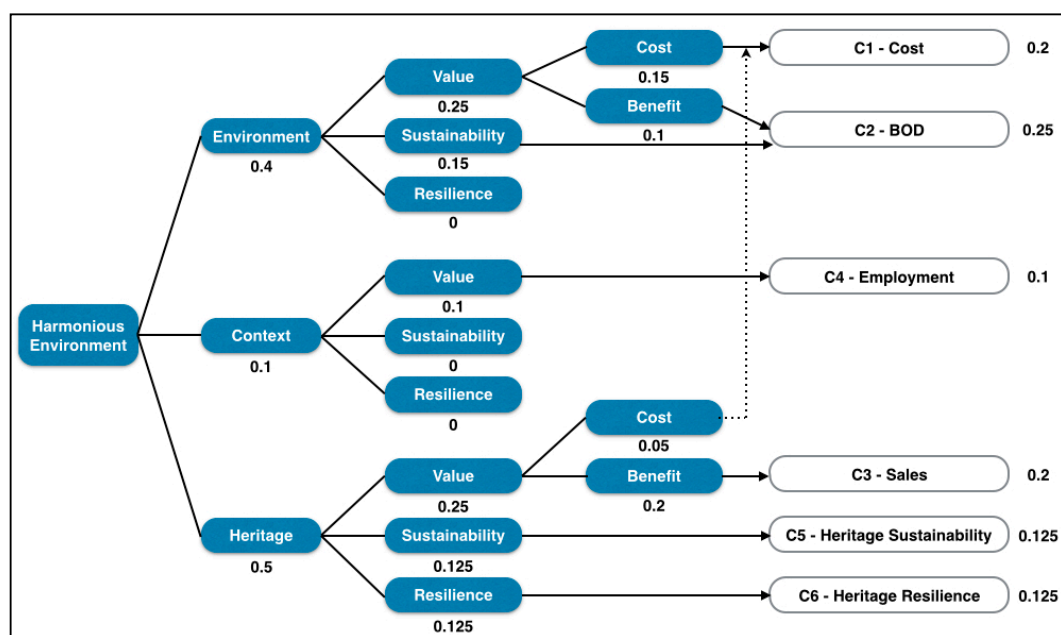 Cost
0.15
C1 - Cost
0.2
Value
0.25
Benefit
0.1
C2 - BOD
0.25
Environment
0.4
Sustainability
0.15
Resilience
0
Value
0.1
C4 - Employment
0.1
Harmonious
Environment
Context
0.1
Sustainability
0
Resilience
0
Cost
0.05
Value
0.25
Benefit
0.2
C3 - Sales
0.2
Heritage
0.5
Sustainability
0.125
C5 - Heritage Sustainability
0.125
Resilience
0.125
C6 - Heritage Resilience
0.125